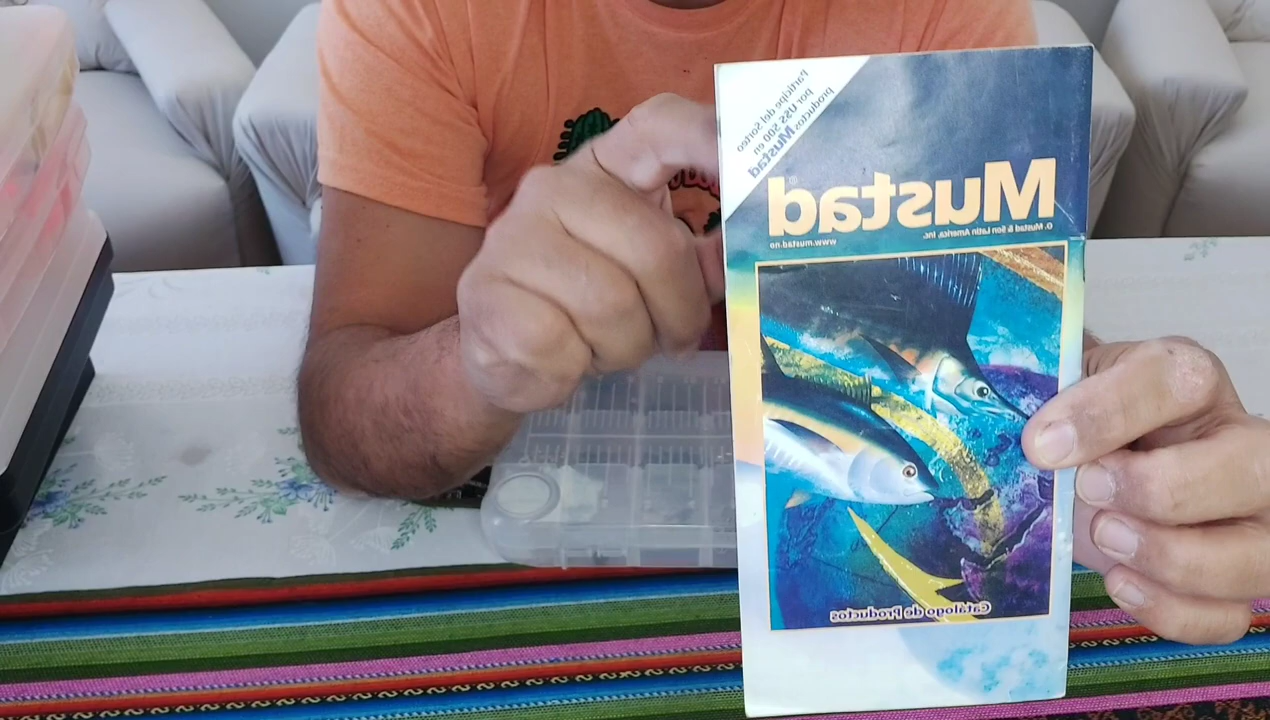 Participe del Sorteo
por US$ 500 en
productos Mustad
Mustad
O. Mustad & Son Latin America, Inc.
www.mustad.no
Catálogo de Productos